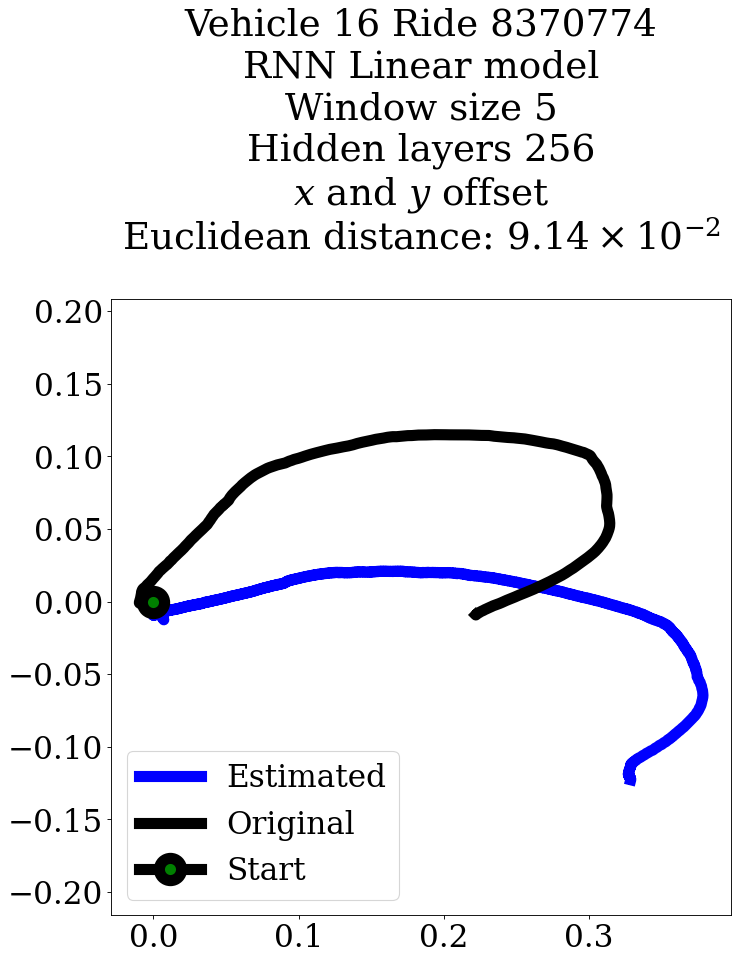 Vehicle 16 Ride 8370774
RNN Linear model
Window size 5
Hidden layers 256
x and y offset
Euclidean distance: 9.14 × 10⁻²
0.20
0.15
0.10
0.05
0.00
−0.05
−0.10
−0.15
−0.20
Estimated
Original
Start
0.0 0.1 0.2 0.3